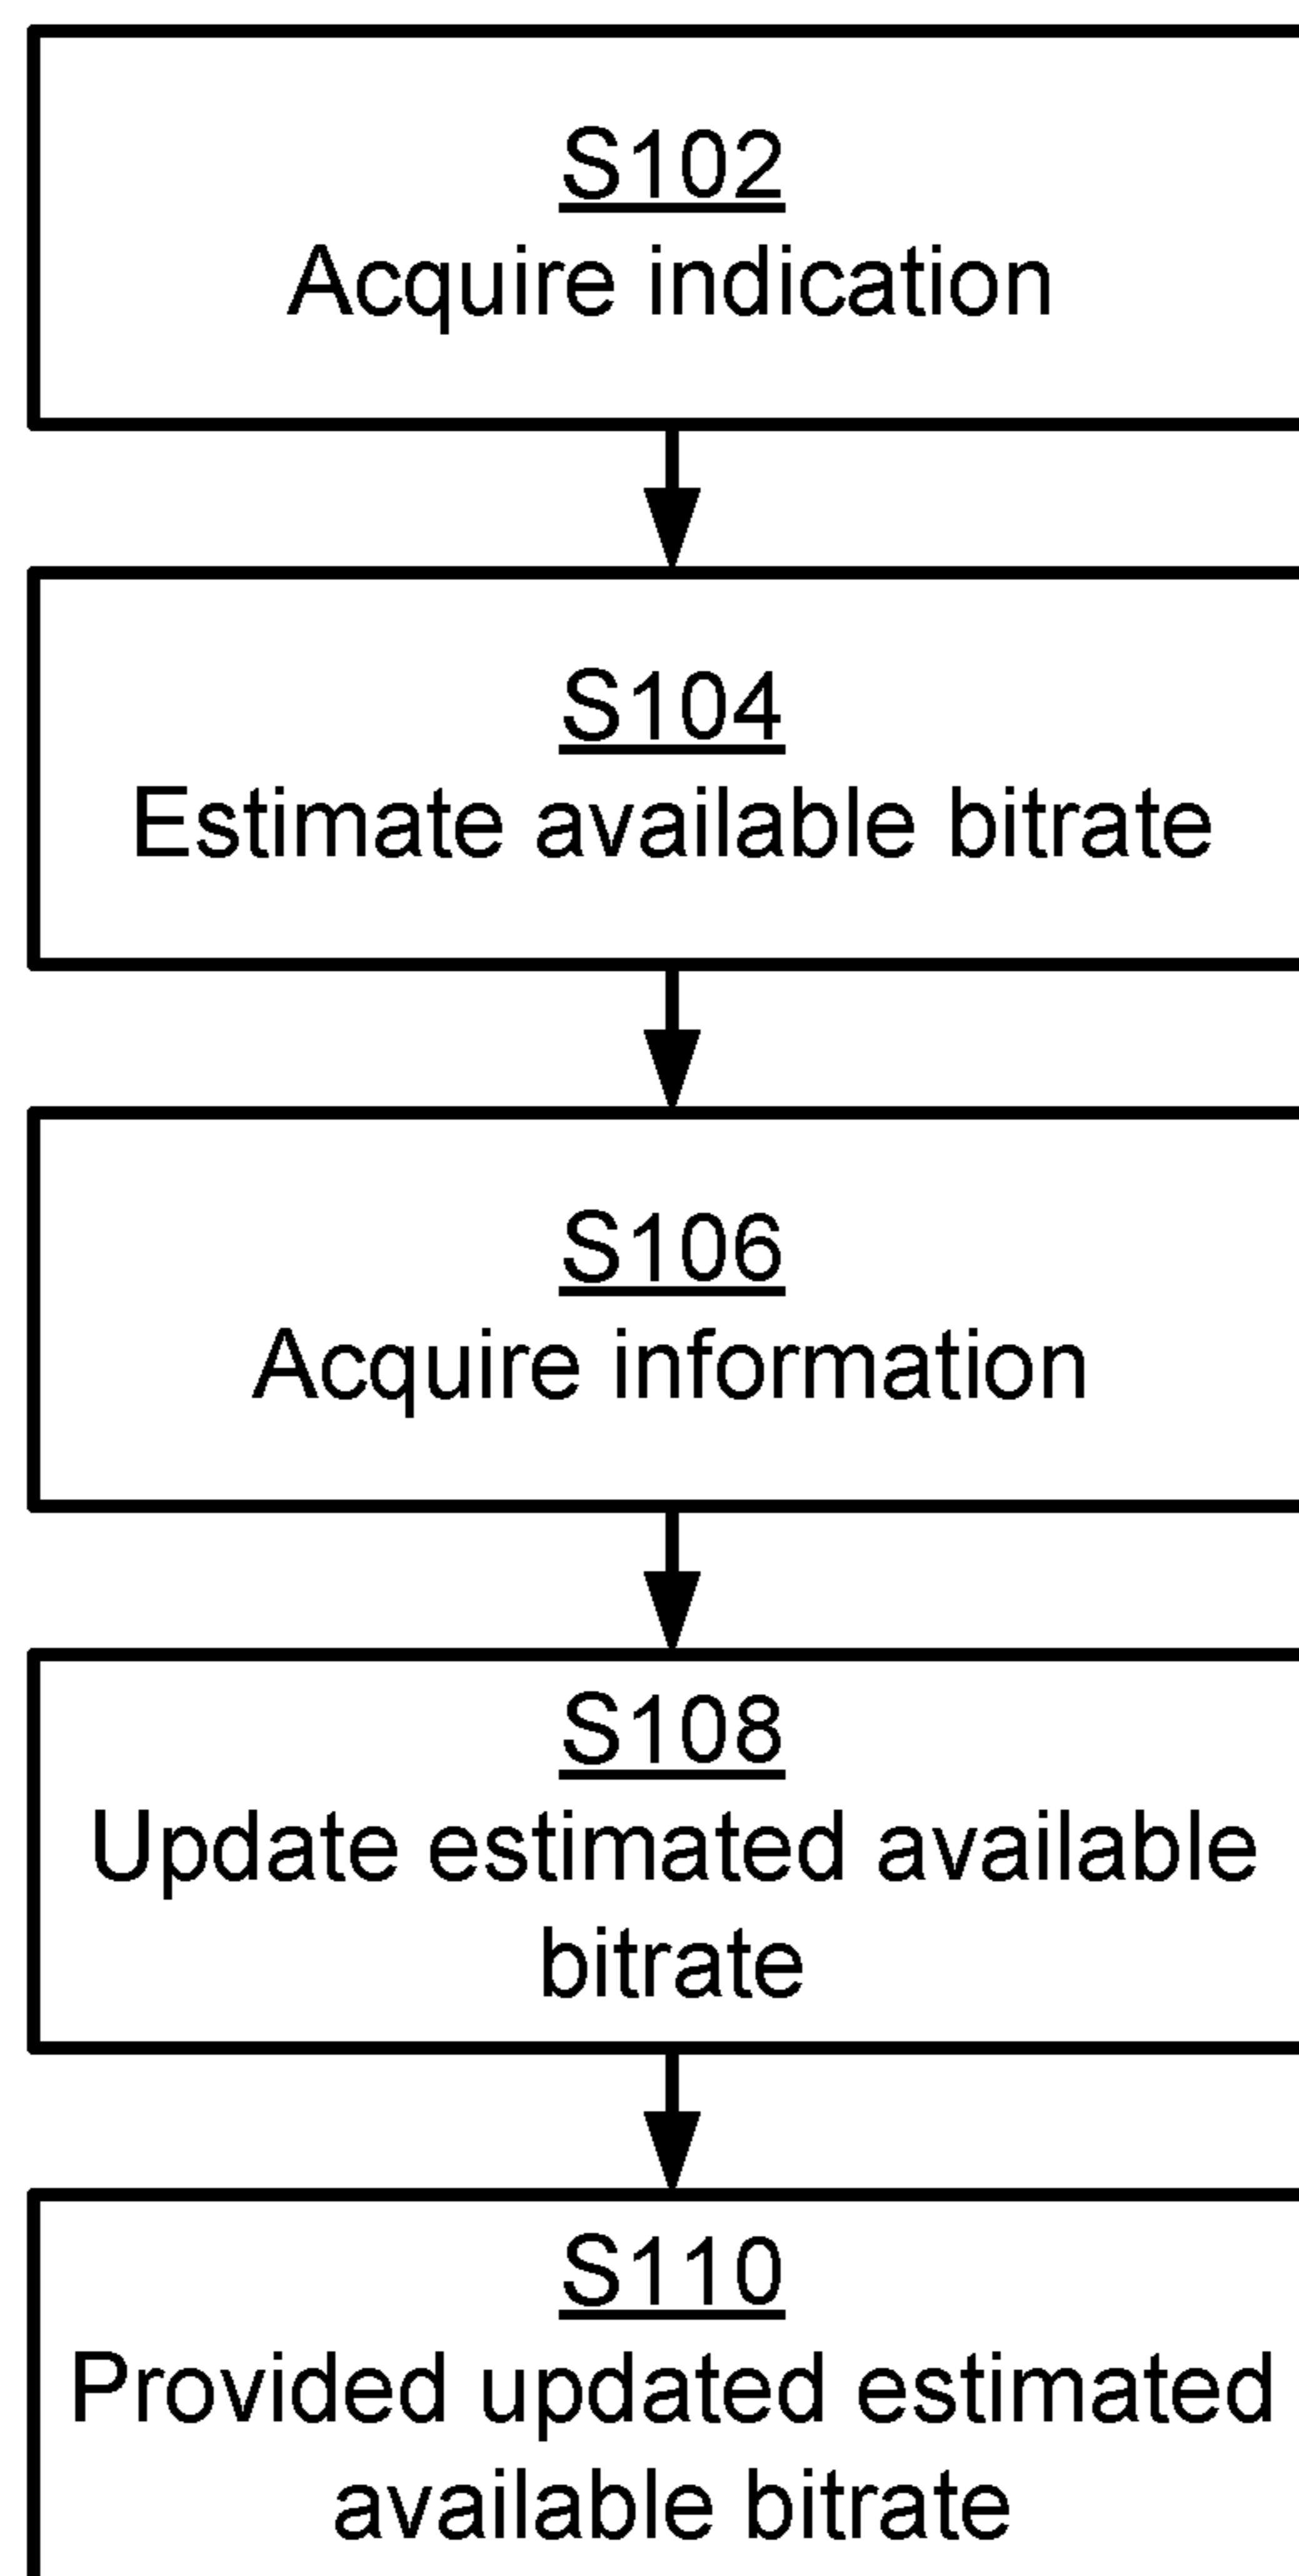 S102
Acquire indication
S104
Estimate available bitrate
S106
Acquire information
S108
Update estimated available
bitrate
S110
Provided updated estimated
available bitrate